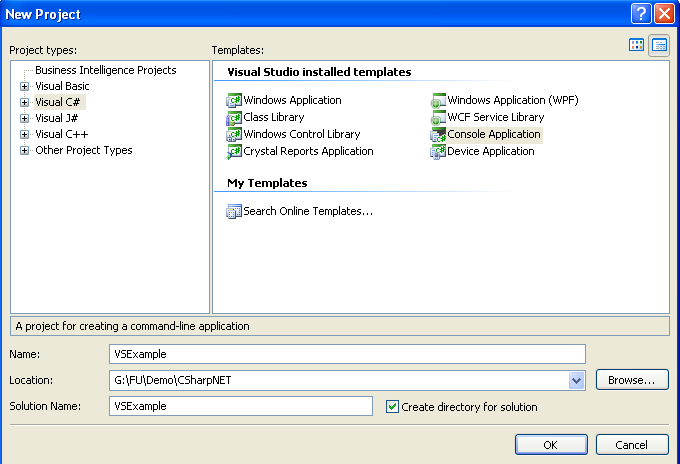 New Project
Project types:
Templates:
Business Intelligence Projects
Visual Basic
Visual C#
Visual J#
Visual C++
Other Project Types
Visual Studio installed templates
Windows Application
Windows Application (WPF)
Class Library
WCF Service Library
Windows Control Library
Console Application
Crystal Reports Application
Device Application
My Templates
Search Online Templates...
A project for creating a command-line application
Name:
VSExample
Location:
G:\FU\Demo\CSharpNET
Browse...
Solution Name:
VSExample
Create directory for solution
OK
Cancel